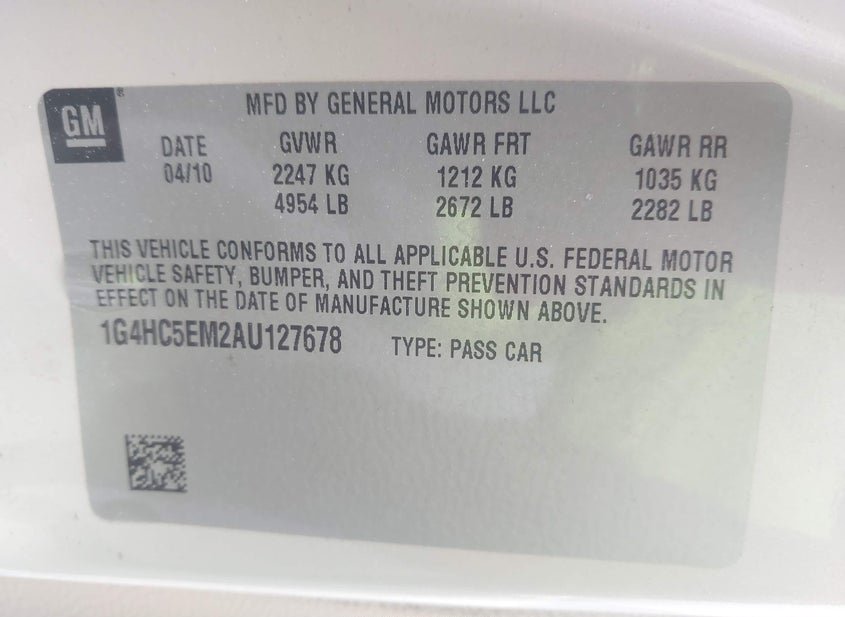 GM
MFD BY GENERAL MOTORS LLC
DATE GVWR GAWR FRT GAWR RR
04/10 2247 KG 1212 KG 1035 KG
4954 LB 2672 LB 2282 LB
THIS VEHICLE CONFORMS TO ALL APPLICABLE U.S. FEDERAL MOTOR
VEHICLE SAFETY, BUMPER, AND THEFT PREVENTION STANDARDS IN
EFFECT ON THE DATE OF MANUFACTURE SHOWN ABOVE.
1G4HC5EM2AU127678 TYPE: PASS CAR